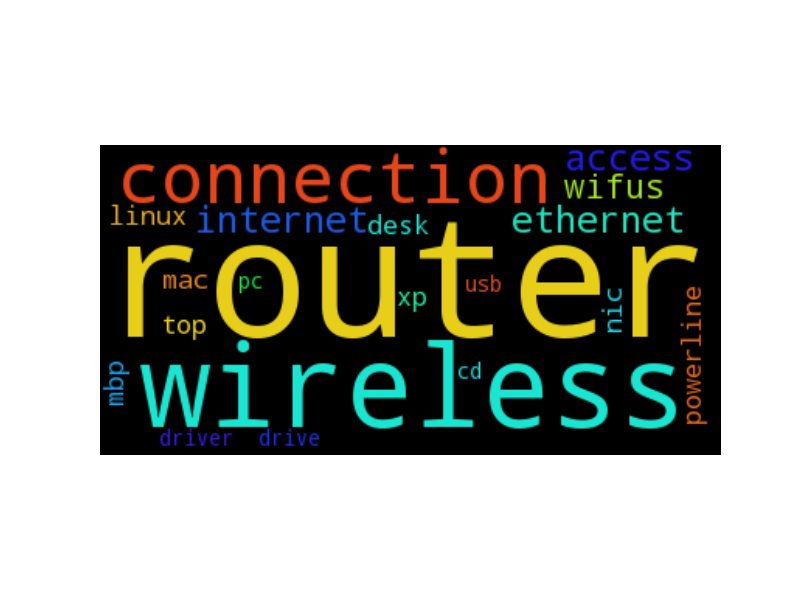 connection access
wifus
linux internet desk ethernet
router
mac pc usb
xp nic
top powerline
wireless
mbp cd
driver drive